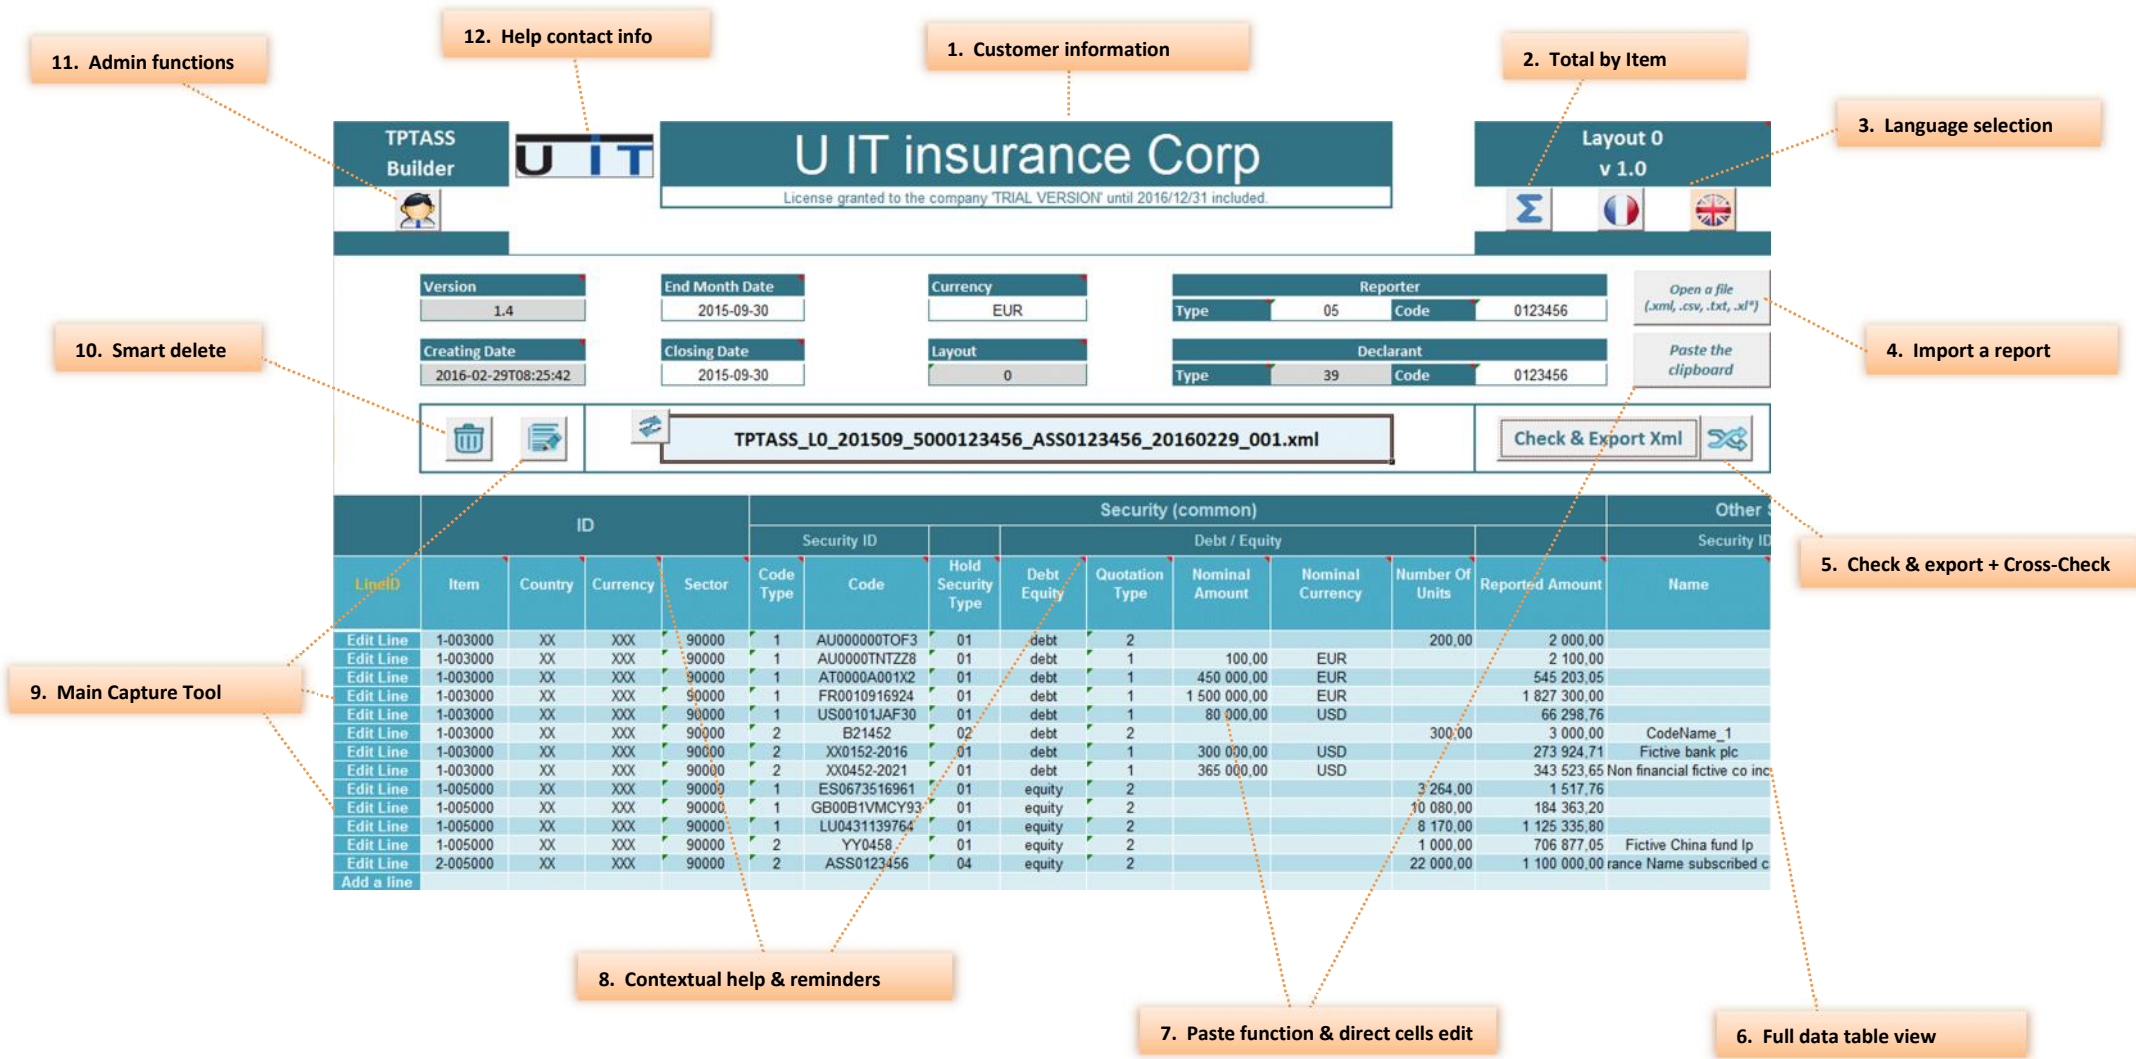 12. Help contact info
1. Customer information
11. Admin functions
2. Total by Item
3. Language selection
TPTASS
Builder
U iT
U IT insurance Corp
License granted to the company 'TRIAL VERSION' until 2016/12/31 included.
Layout 0
v 1.0
Σ
Version
1.4
End Month Date
2015-09-30
Currency
EUR
Reporter
Type 05 Code 0123456
Open a file
(.xml, .csv, .txt, .xl*)
10. Smart delete
Creating Date
2016-02-29T08:25:42
Closing Date
2015-09-30
Layout
0
Declarant
Type 39 Code 0123456
Paste the
clipboard
4. Import a report
TPTASS_L0_201509_5000123456_ASS0123456_20160229_001.xml
Check & Export Xml
ID
Security (common)
Other S
Security ID
Debt / Equity
Security ID
5. Check & export + Cross-Check
LineID
Item
Country
Currency
Sector
Code
Type
Code
Hold
Security
Type
Debt
Equity
Quotation
Type
Nominal
Amount
Nominal
Currency
Number Of
Units
Reported Amount
Name
Edit Line 1-003000 XX XXX 90000 1 AU000000TOF3 01 debt 2 200,00 2 000,00
Edit Line 1-003000 XX XXX 90000 1 AU0000TNTZZ8 01 debt 1 100,00 EUR 2 100,00
Edit Line 1-003000 XX XXX 90000 1 AT0000A001X2 01 debt 1 450 000,00 EUR 545 203,05
Edit Line 1-003000 XX XXX 90000 1 FR0010916924 01 debt 1 1 500 000,00 EUR 1 827 300,00
Edit Line 1-003000 XX XXX 90000 1 US00101JAF30 01 debt 1 80 000,00 USD 66 298,76
Edit Line 1-003000 XX XXX 90000 2 B21452 02 debt 2 300,00 3 000,00 CodeName_1
Edit Line 1-003000 XX XXX 90000 2 XX0152-2016 01 debt 1 300 000,00 USD 273 924,71 Fictive bank plc
Edit Line 1-003000 XX XXX 90000 2 XX0452-2021 01 debt 1 365 000,00 USD 343 523,65 Non financial fictive co inc
Edit Line 1-005000 XX XXX 90000 1 ES0673516961 01 equity 2 3 264,00 1 517,76
Edit Line 1-005000 XX XXX 90000 1 GB00B1VMCY93 01 equity 2 10 080,00 184 363,20
Edit Line 1-005000 XX XXX 90000 1 LU0431139764 01 equity 2 8 170,00 1 125 335,80
Edit Line 1-005000 XX XXX 90000 2 YY0458 01 equity 2 1 000,00 706 877,05 Fictive China fund lp
Edit Line 2-005000 XX XXX 90000 2 ASS0123456 04 equity 2 22 000,00 1 100 000,00 rance Name subscribed c
Add a line
9. Main Capture Tool
8. Contextual help & reminders
7. Paste function & direct cells edit
6. Full data table view